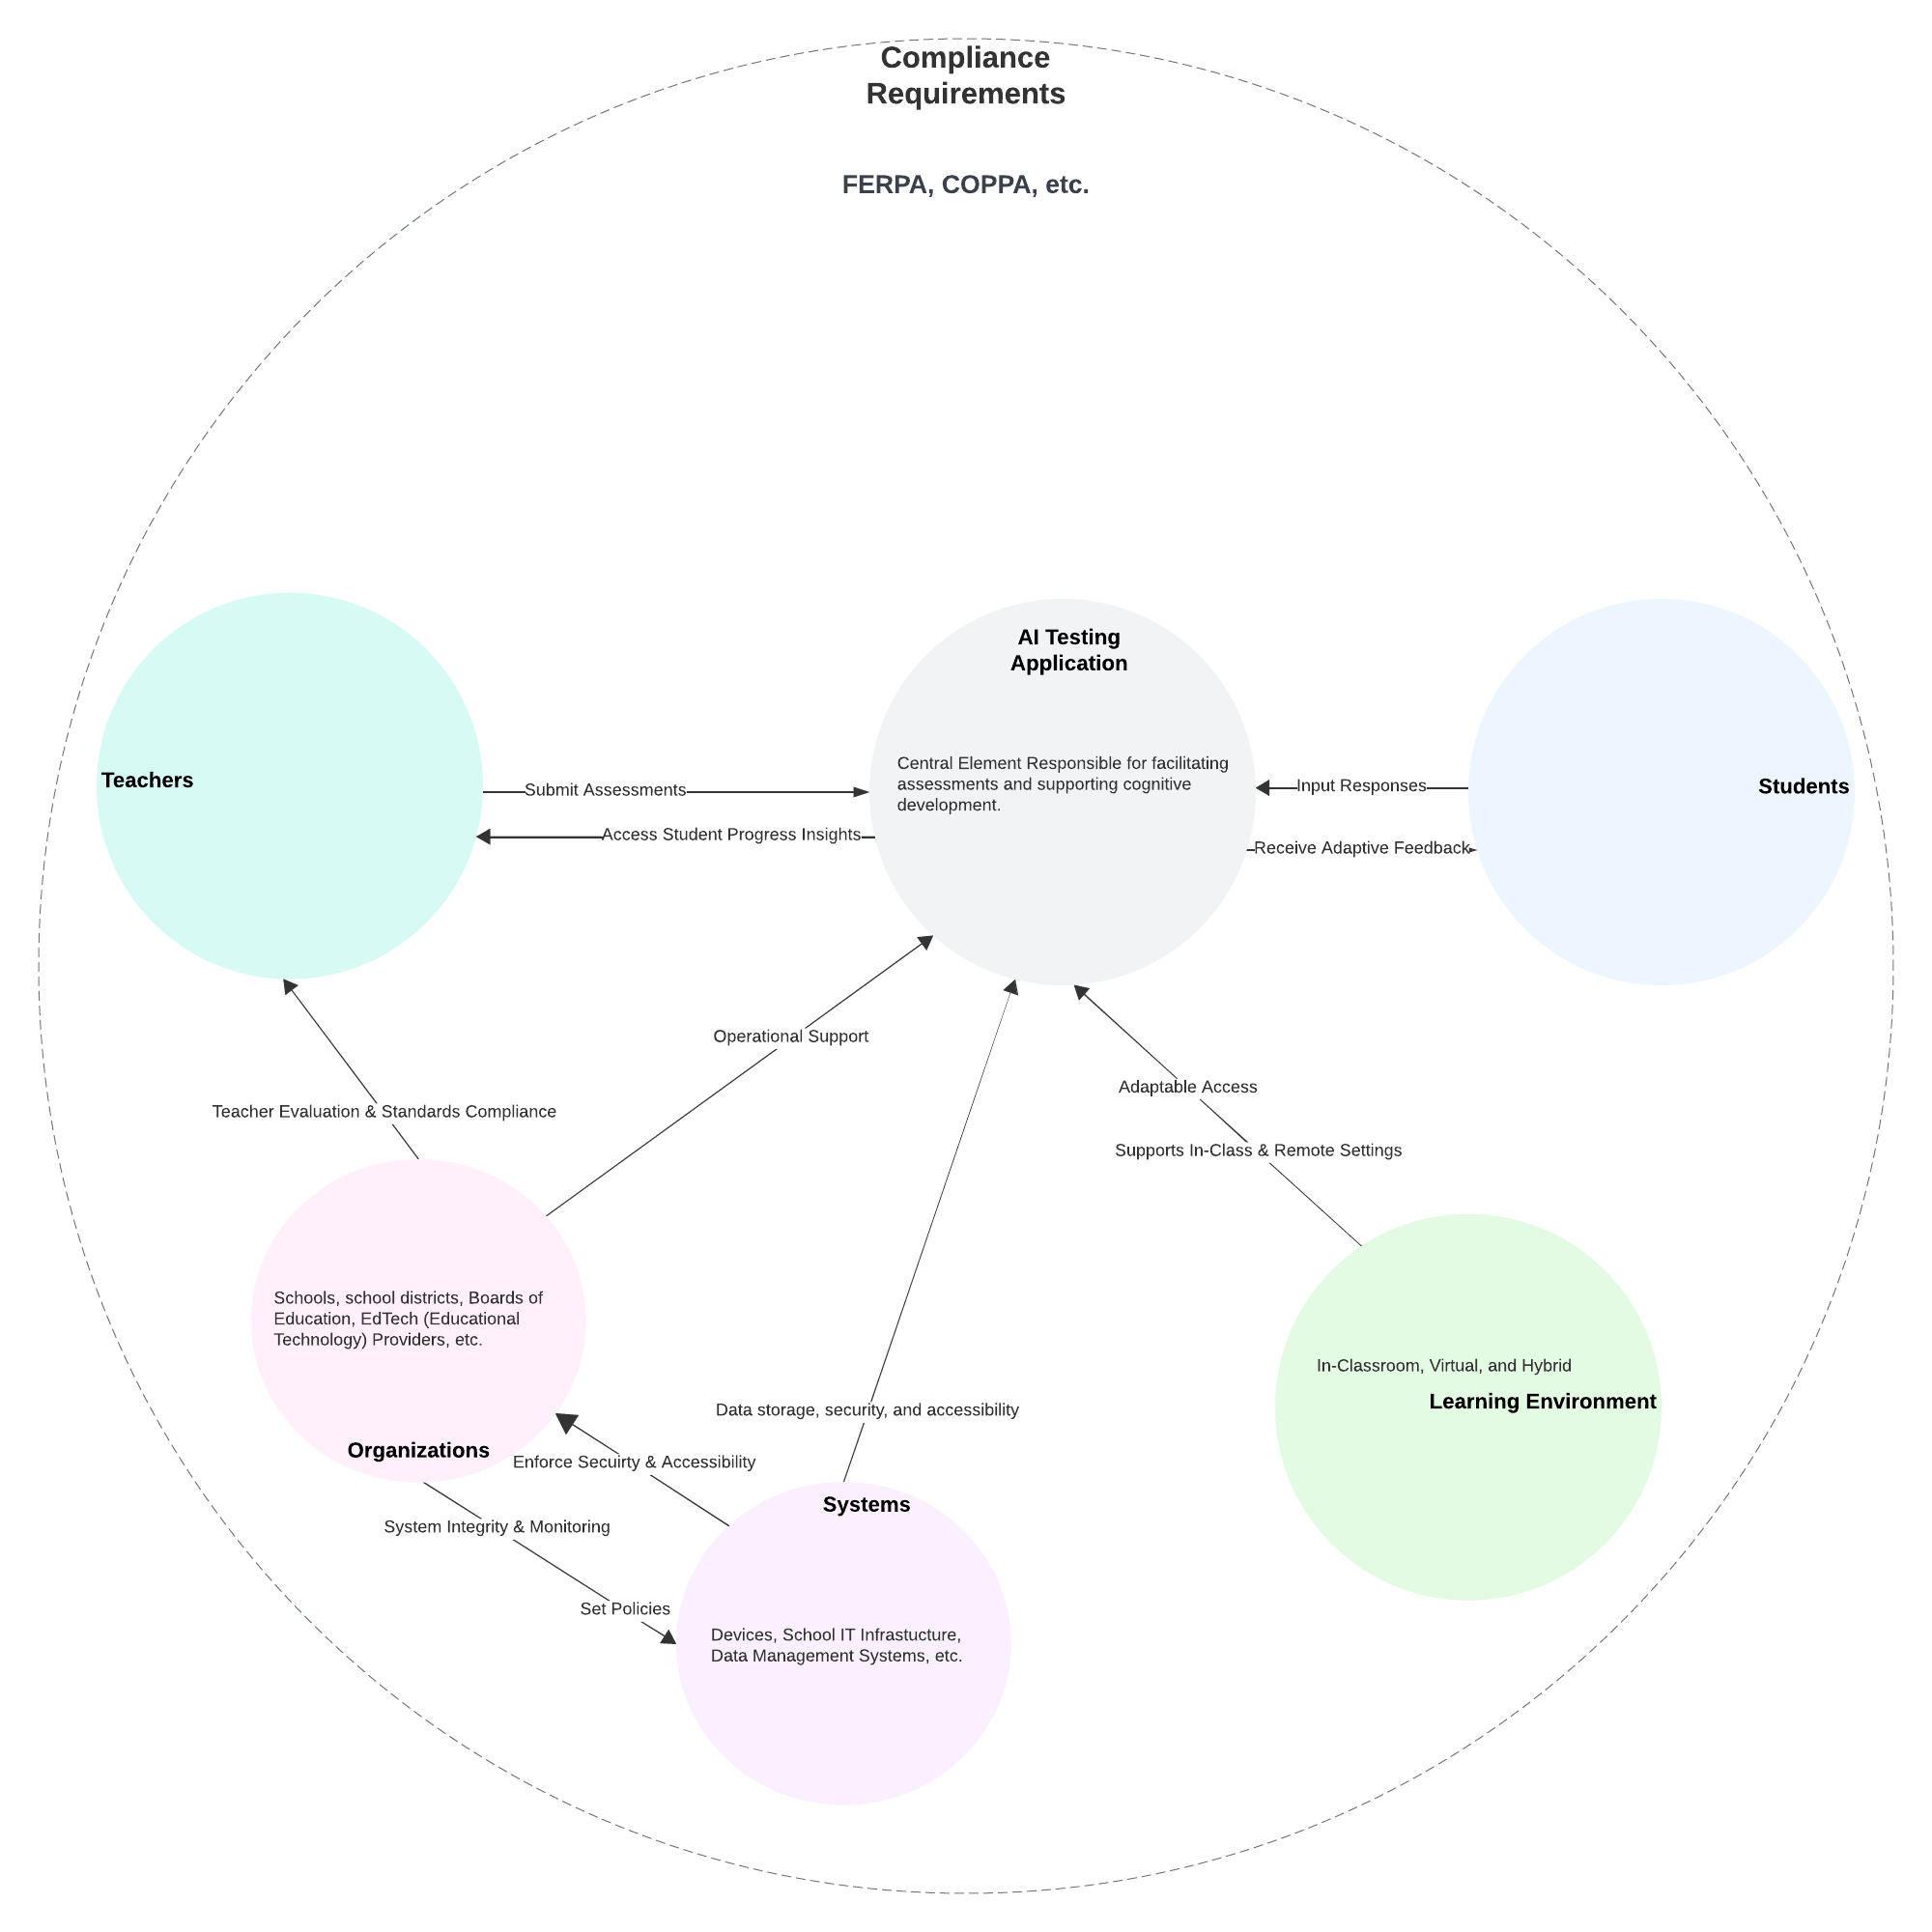 Compliance
Requirements
FERPA, COPPA, etc.
AI Testing
Application
Central Element Responsible for facilitating
assessments and supporting cognitive
development.
Teachers
Submit Assessments
Input Responses
Students
Access Student Progress Insights
Receive Adaptive Feedback
Operational Support
Adaptable Access
Teacher Evaluation & Standards Compliance
Supports In-Class & Remote Settings
Schools, school districts, Boards of
Education, EdTech (Educational
Technology) Providers, etc.
In-Classroom, Virtual, and Hybrid
Learning Environment
Data storage, security, and accessibility
Organizations
Enforce Secuirty & Accessibility
Systems
System Integrity & Monitoring
Set Policies
Devices, School IT Infrastucture,
Data Management Systems, etc.